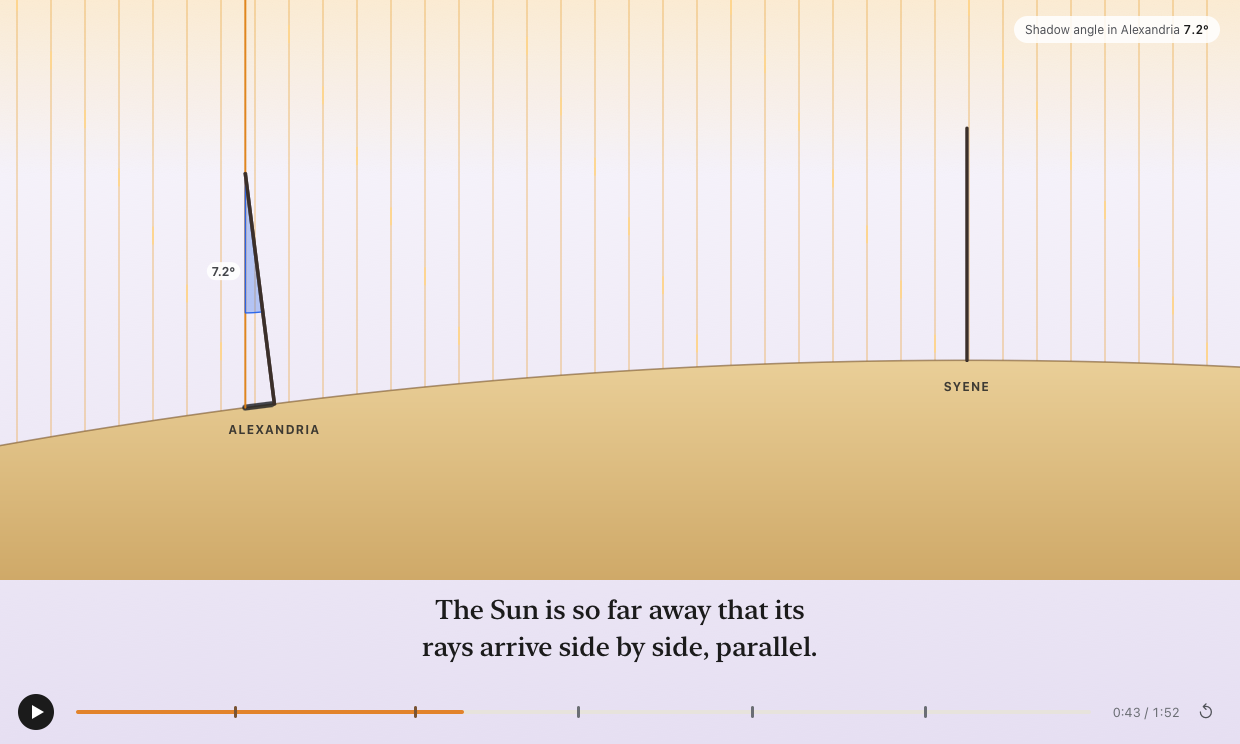 Shadow angle in Alexandria 7.2°
7.2°
SYENE
ALEXANDRIA
The Sun is so far away that its
rays arrive side by side, parallel.
0:43 / 1:52